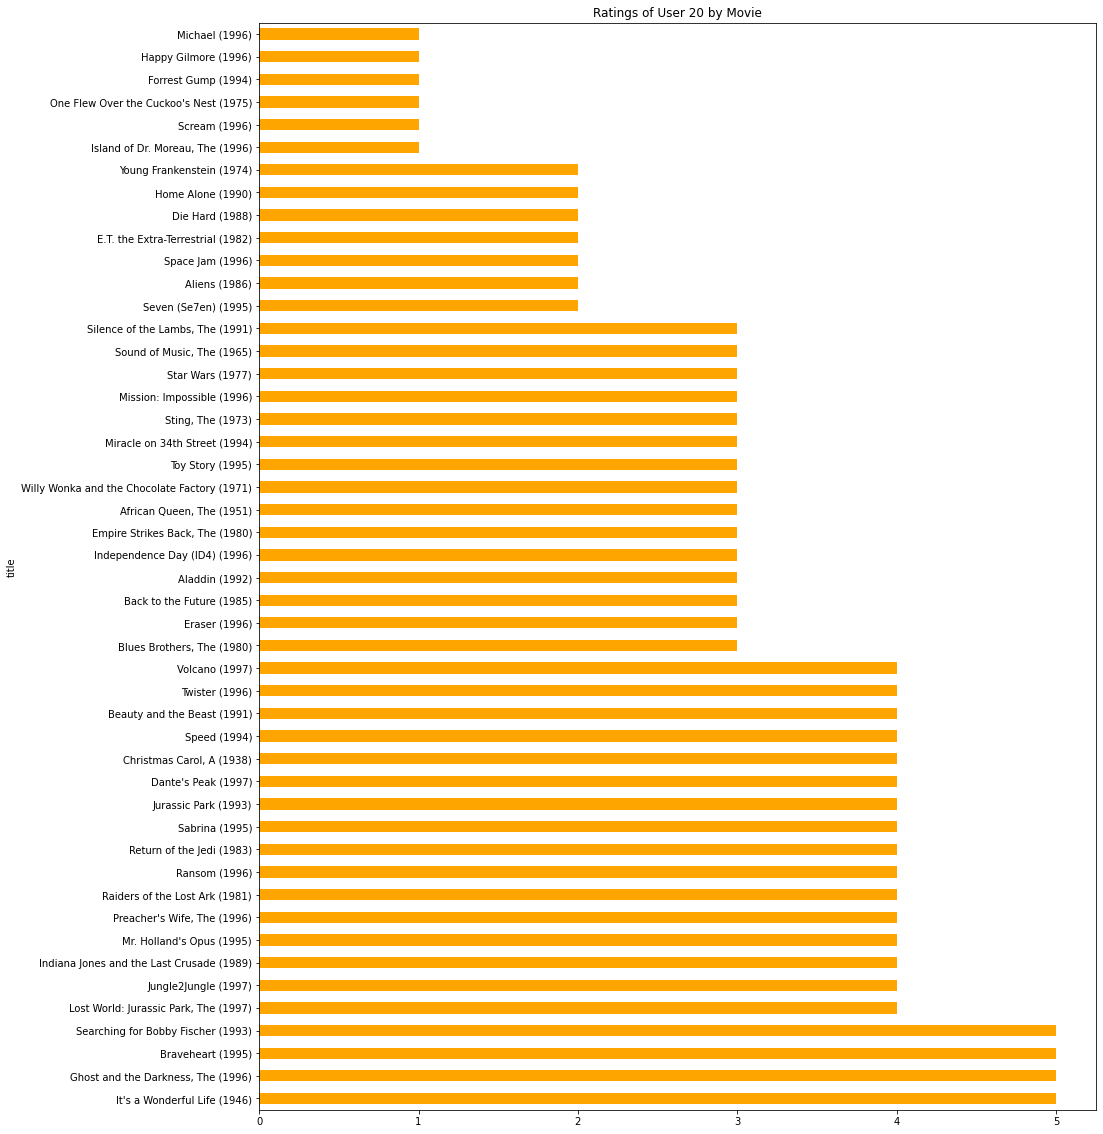 Ratings of User 20 by Movie
Michael (1996)
Happy Gilmore (1996)
Forrest Gump (1994)
One Flew Over the Cuckoo's Nest (1975)
Scream (1996)
Island of Dr. Moreau, The (1996)
Young Frankenstein (1974)
Home Alone (1990)
Die Hard (1988)
E.T. the Extra-Terrestrial (1982)
Space Jam (1996)
Aliens (1986)
Seven (Se7en) (1995)
Silence of the Lambs, The (1991)
Sound of Music, The (1965)
Star Wars (1977)
Mission: Impossible (1996)
Sting, The (1973)
Miracle on 34th Street (1994)
Toy Story (1995)
Willy Wonka and the Chocolate Factory (1971)
African Queen, The (1951)
Empire Strikes Back, The (1980)
Independence Day (ID4) (1996)
title
Aladdin (1992)
Back to the Future (1985)
Eraser (1996)
Blues Brothers, The (1980)
Volcano (1997)
Twister (1996)
Beauty and the Beast (1991)
Speed (1994)
Christmas Carol, A (1938)
Dante's Peak (1997)
Jurassic Park (1993)
Sabrina (1995)
Return of the Jedi (1983)
Ransom (1996)
Raiders of the Lost Ark (1981)
Preacher's Wife, The (1996)
Mr. Holland's Opus (1995)
Indiana Jones and the Last Crusade (1989)
Jungle2Jungle (1997)
Lost World: Jurassic Park, The (1997)
Searching for Bobby Fischer (1993)
Braveheart (1995)
Ghost and the Darkness, The (1996)
It's a Wonderful Life (1946)
0 1 2 3 4 5